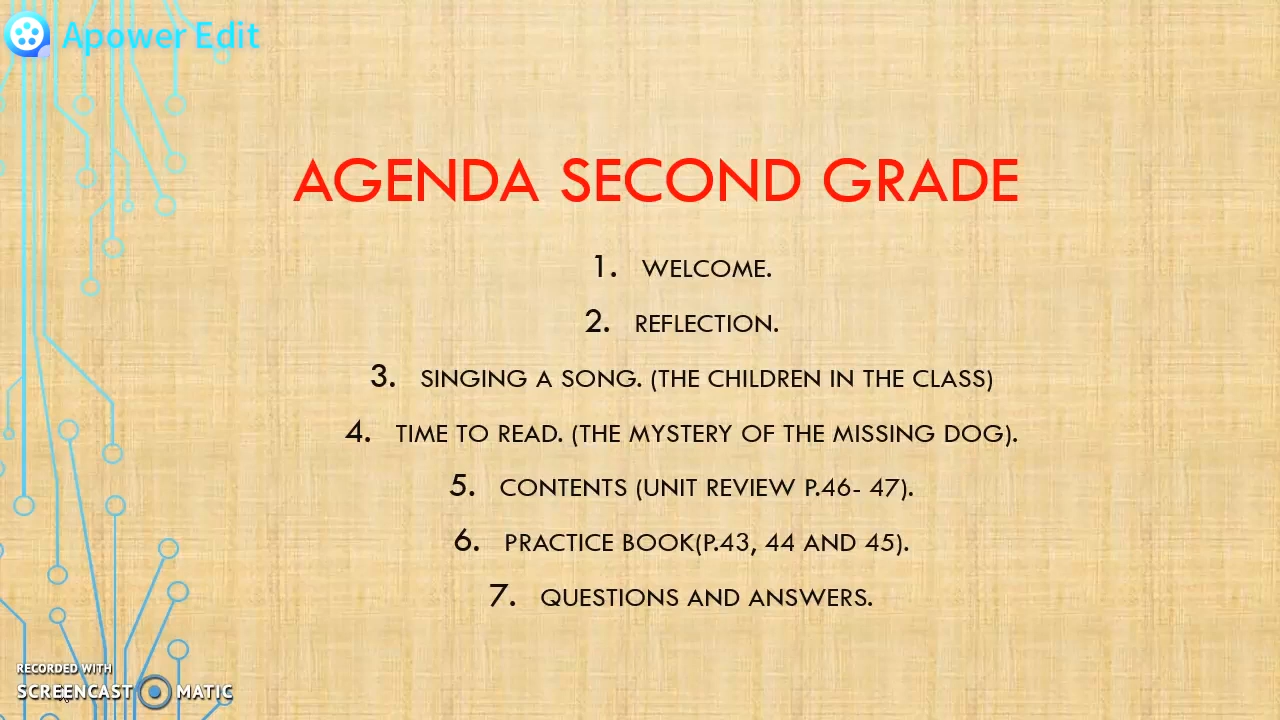 Apower Edit
AGENDA SECOND GRADE
1. WELCOME.
2. REFLECTION.
3. SINGING A SONG. (THE CHILDREN IN THE CLASS)
4. TIME TO READ. (THE MYSTERY OF THE MISSING DOG).
5. CONTENTS (UNIT REVIEW P.46- 47).
6. PRACTICE BOOK(P.43, 44 AND 45).
7. QUESTIONS AND ANSWERS.
RECORDED WITH
SCREENCAST MATIC